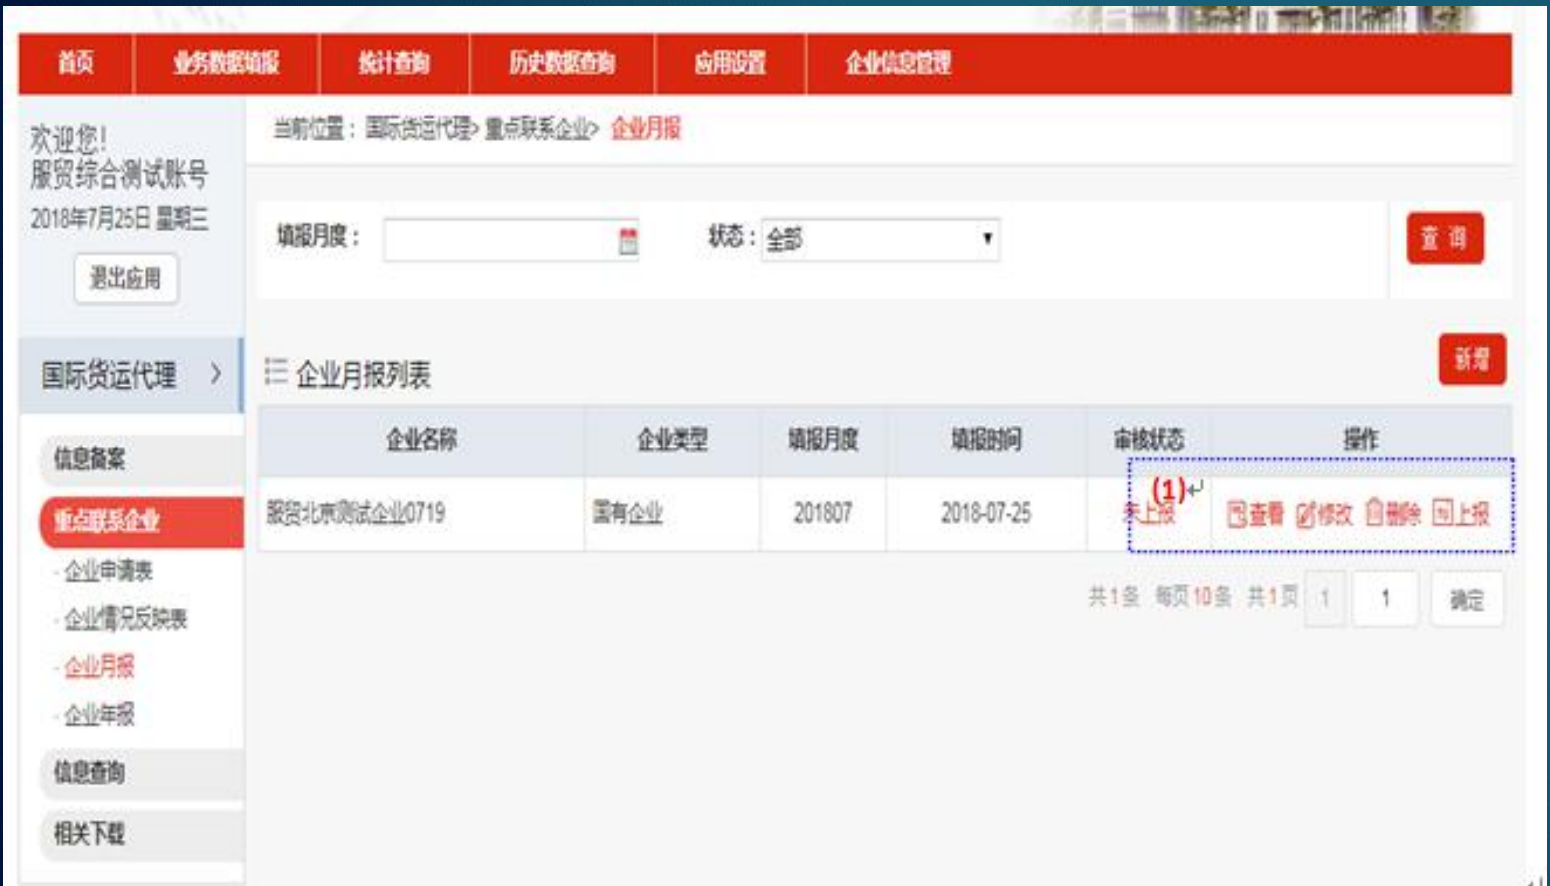 首页 业务数据填报 统计查询 历史数据查询 应用设置 企业信息管理
欢迎您!
服贸综合测试账号
2018年7月25日 星期三
退出应用
当前位置：国际货运代理> 重点联系企业> 企业月报
填报月度： 状态：全部 查 询
国际货运代理 >
信息备案
重点联系企业
- 企业申请表
- 企业情况反映表
- 企业月报
- 企业年报
信息查询
相关下载
企业月报列表 新增
企业名称 企业类型 填报月度 填报时间 审核状态 操作
(1)
服贸北京测试企业0719 国有企业 201807 2018-07-25 未上报 查看 修改 删除 上报
共1条 每页10条 共1页 1 1 确定